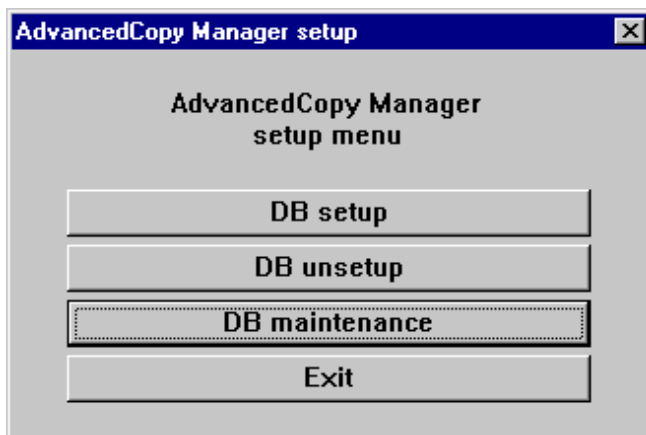 AdvancedCopy Manager setup
AdvancedCopy Manager
setup menu
DB setup
DB unsetup
DB maintenance
Exit